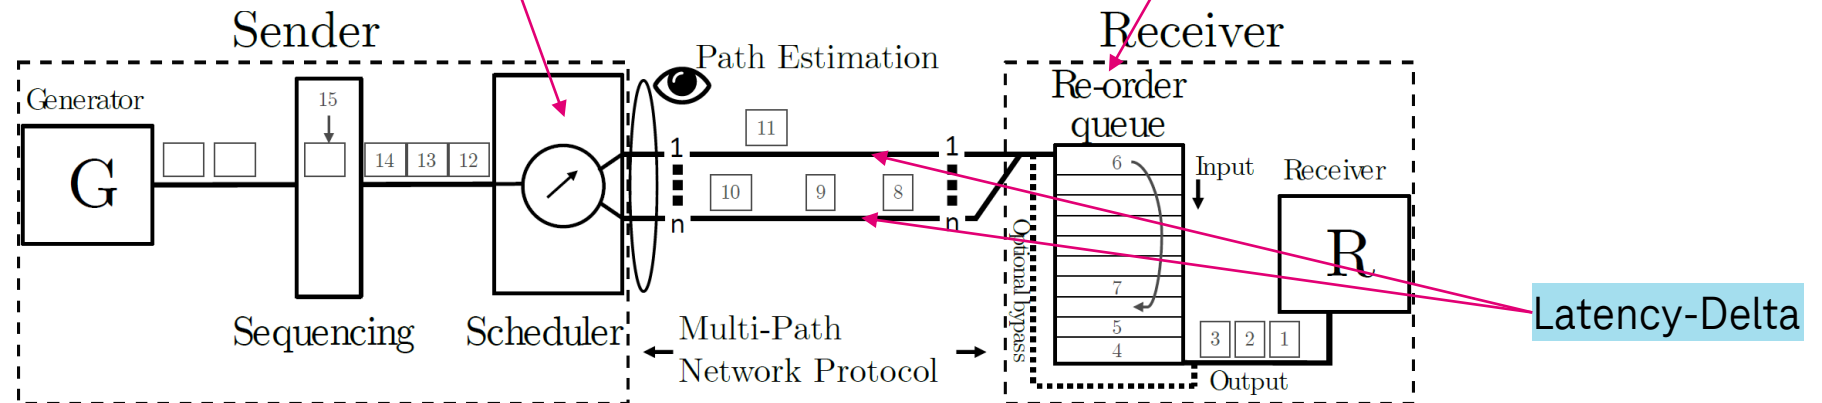 Sender
Receiver
Path Estimation
Generator
G
15
14 13 12
Sequencing
Scheduler
11
1
1
10 9 8
n
n
Multi-Path
Network Protocol
Re-order
queue
6
7
5
4
Optional bypass
Input
Receiver
R
3 2 1
Output
Latency-Delta